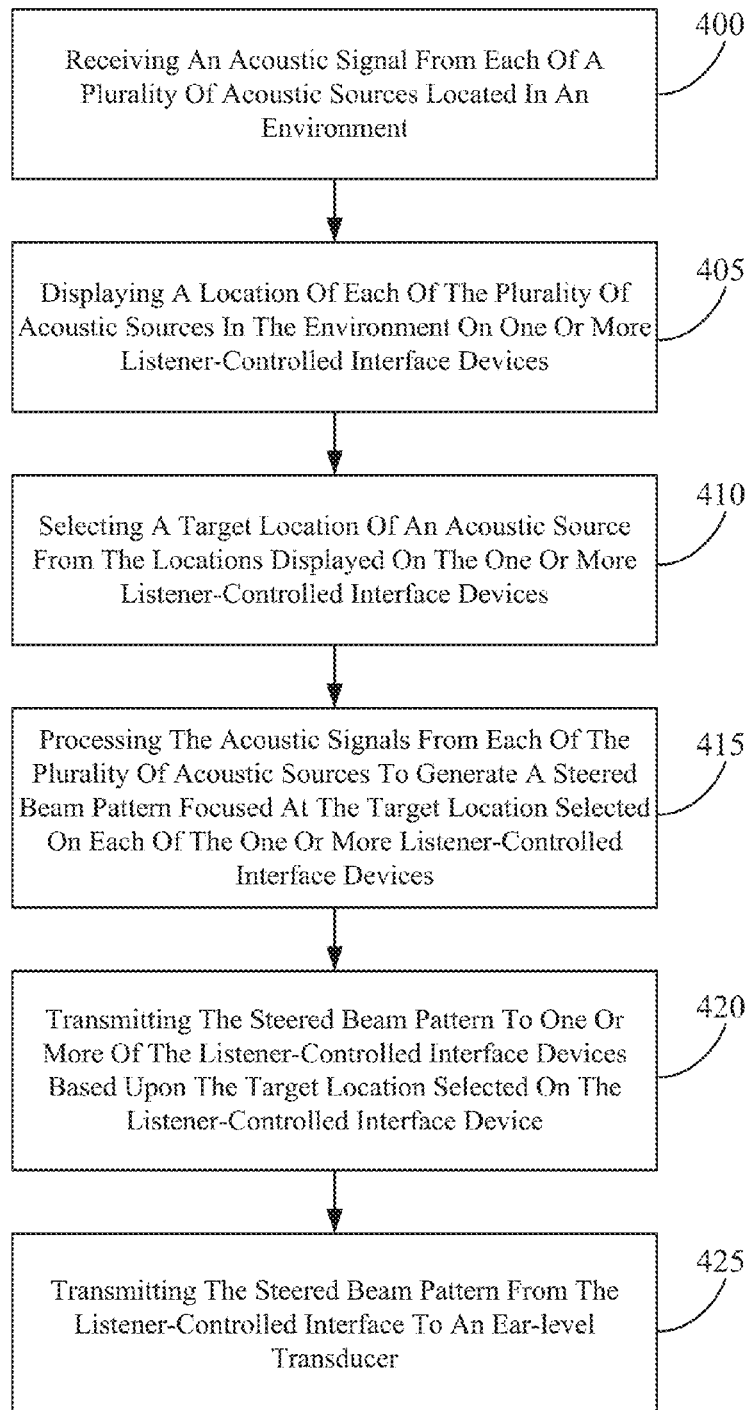 Receiving An Acoustic Signal From Each Of A
Plurality Of Acoustic Sources Located In An
Environment
400
Displaying A Location Of Each Of The Plurality Of
Acoustic Sources In The Environment On One Or More
Listener-Controlled Interface Devices
405
Selecting A Target Location Of An Acoustic Source
From The Locations Displayed On The One Or More
Listener-Controlled Interface Devices
410
Processing The Acoustic Signals From Each Of The
Plurality Of Acoustic Sources To Generate A Steered
Beam Pattern Focused At The Target Location Selected
On Each Of The One Or More Listener-Controlled
Interface Devices
415
Transmitting The Steered Beam Pattern To One Or
More Of The Listener-Controlled Interface Devices
Based Upon The Target Location Selected On The
Listener-Controlled Interface Device
420
Transmitting The Steered Beam Pattern From The
Listener-Controlled Interface To An Ear-level
Transducer
425